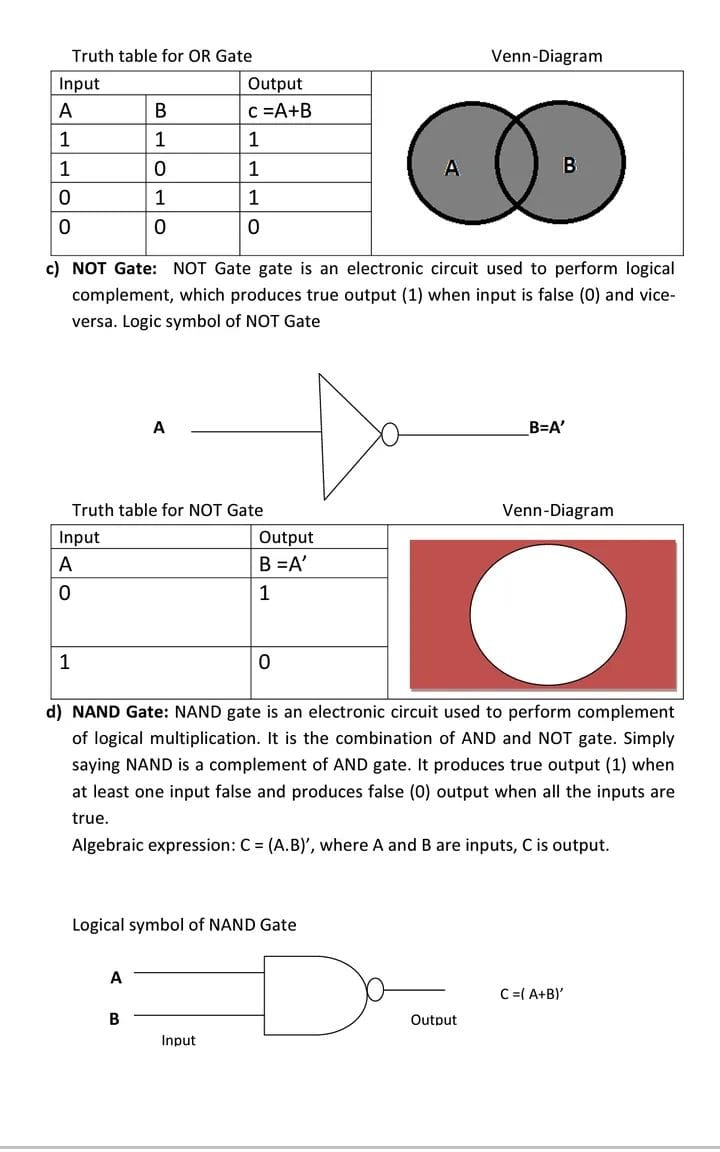 Truth table for OR Gate Venn-Diagram
Input Output
A B c =A+B
1 1 1
1 0 1
0 1 1
0 0 0
A B
c) NOT Gate: NOT Gate gate is an electronic circuit used to perform logical
complement, which produces true output (1) when input is false (0) and vice-
versa. Logic symbol of NOT Gate
A B=A’
Truth table for NOT Gate Venn-Diagram
Input Output
A B =A’
0 1
1 0
d) NAND Gate: NAND gate is an electronic circuit used to perform complement
of logical multiplication. It is the combination of AND and NOT gate. Simply
saying NAND is a complement of AND gate. It produces true output (1) when
at least one input false and produces false (0) output when all the inputs are
true.
Algebraic expression: C = (A.B)’, where A and B are inputs, C is output.
Logical symbol of NAND Gate
A
C =( A+B)’
B Output
Input